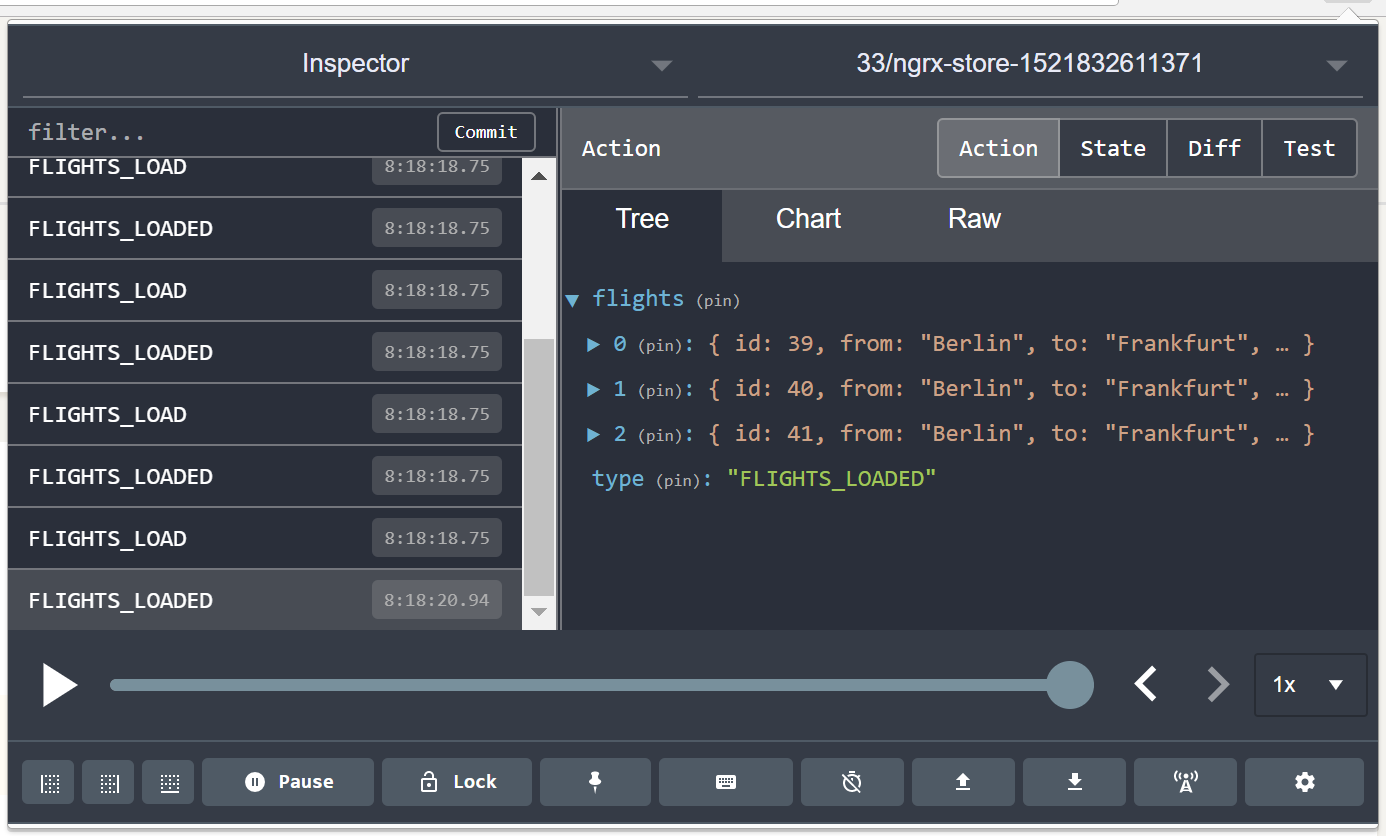 Inspector
33/ngrx-store-1521832611371
filter...
Commit
FLIGHTS_LOAD 8:18:18.75
FLIGHTS_LOADED 8:18:18.75
FLIGHTS_LOAD 8:18:18.75
FLIGHTS_LOADED 8:18:18.75
FLIGHTS_LOAD 8:18:18.75
FLIGHTS_LOADED 8:18:18.75
FLIGHTS_LOAD 8:18:18.75
FLIGHTS_LOADED 8:18:20.94
Action
Action State Diff Test
Tree Chart Raw
flights (pin)
0 (pin): { id: 39, from: "Berlin", to: "Frankfurt", … }
1 (pin): { id: 40, from: "Berlin", to: "Frankfurt", … }
2 (pin): { id: 41, from: "Berlin", to: "Frankfurt", … }
type (pin): "FLIGHTS_LOADED"
1x
Pause
Lock